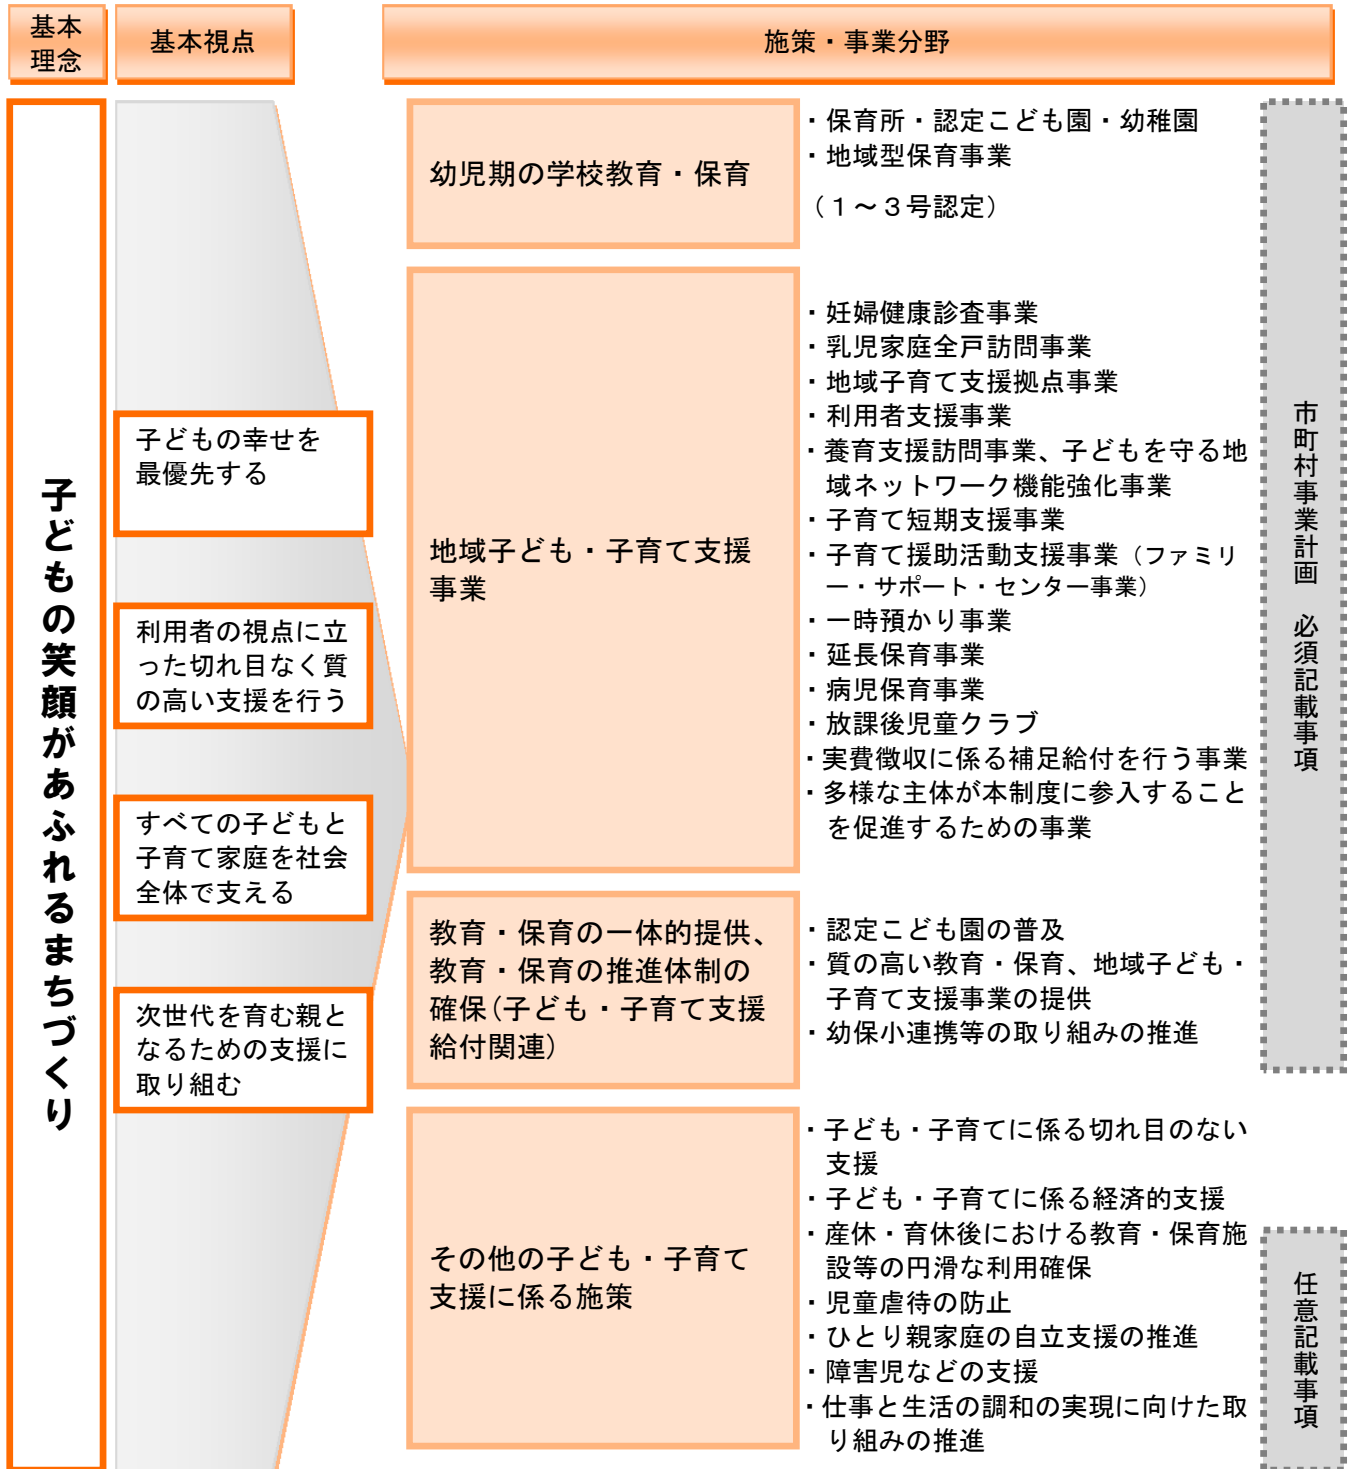 基本
理念
基本視点
施策・事業分野
子どもの笑顔があふれるまちづくり
子どもの幸せを
最優先する
利用者の視点に立
った切れ目なく質
の高い支援を行う
すべての子どもと
子育て家庭を社会
全体で支える
次世代を育む親と
なるための支援に
取り組む
幼児期の学校教育・保育
・保育所・認定こども園・幼稚園
・地域型保育事業
（１～３号認定）
地域子ども・子育て支援
事業
・妊婦健康診査事業
・乳児家庭全戸訪問事業
・地域子育て支援拠点事業
・利用者支援事業
・養育支援訪問事業、子どもを守る地
域ネットワーク機能強化事業
・子育て短期支援事業
・子育て援助活動支援事業（ファミリ
ー・サポート・センター事業）
・一時預かり事業
・延長保育事業
・病児保育事業
・放課後児童クラブ
・実費徴収に係る補足給付を行う事業
・多様な主体が本制度に参入すること
を促進するための事業
教育・保育の一体的提供、
教育・保育の推進体制の
確保（子ども・子育て支援
給付関連）
・認定こども園の普及
・質の高い教育・保育、地域子ども・
子育て支援事業の提供
・幼保小連携等の取り組みの推進
その他の子ども・子育て
支援に係る施策
・子ども・子育てに係る切れ目のない
支援
・子ども・子育てに係る経済的支援
・産休・育休後における教育・保育施
設等の円滑な利用確保
・児童虐待の防止
・ひとり親家庭の自立支援の推進
・障害児などの支援
・仕事と生活の調和の実現に向けた取
り組みの推進
市町村事業計画　必須記載事項
任意記載事項